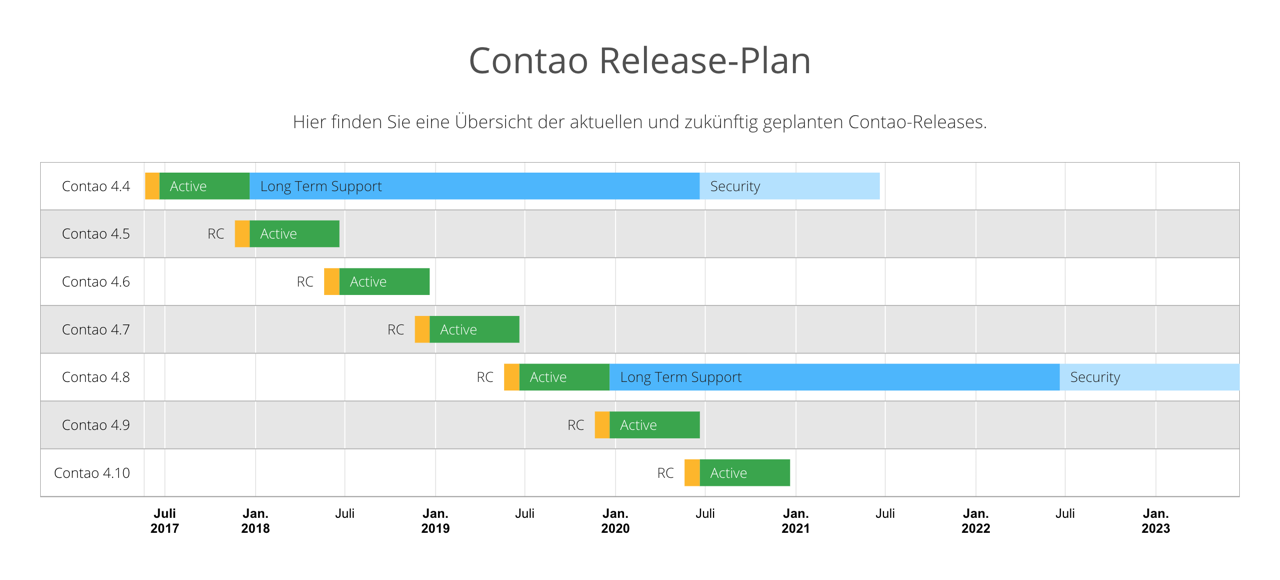 Contao Release-Plan
Hier finden Sie eine Übersicht der aktuellen und zukünftig geplanten Contao-Releases.
Contao 4.4 Active Long Term Support Security
Contao 4.5 RC Active
Contao 4.6 RC Active
Contao 4.7 RC Active
Contao 4.8 RC Active Long Term Support Security
Contao 4.9 RC Active
Contao 4.10 RC Active
Juli Jan. Juli Jan. Juli Jan. Juli Jan. Juli Jan. Juli Jan.
2017 2018 2019 2020 2021 2022 2023